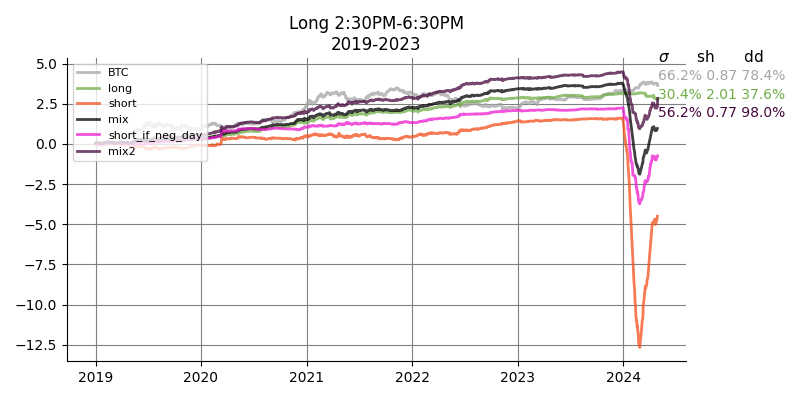 Long 2:30PM-6:30PM
2019-2023
σ sh dd
66.2% 0.87 78.4%
30.4% 2.01 37.6%
56.2% 0.77 98.0%
BTC
long
short
mix
short_if_neg_day
mix2
5.0
2.5
0.0
−2.5
−5.0
−7.5
−10.0
−12.5
2019 2020 2021 2022 2023 2024